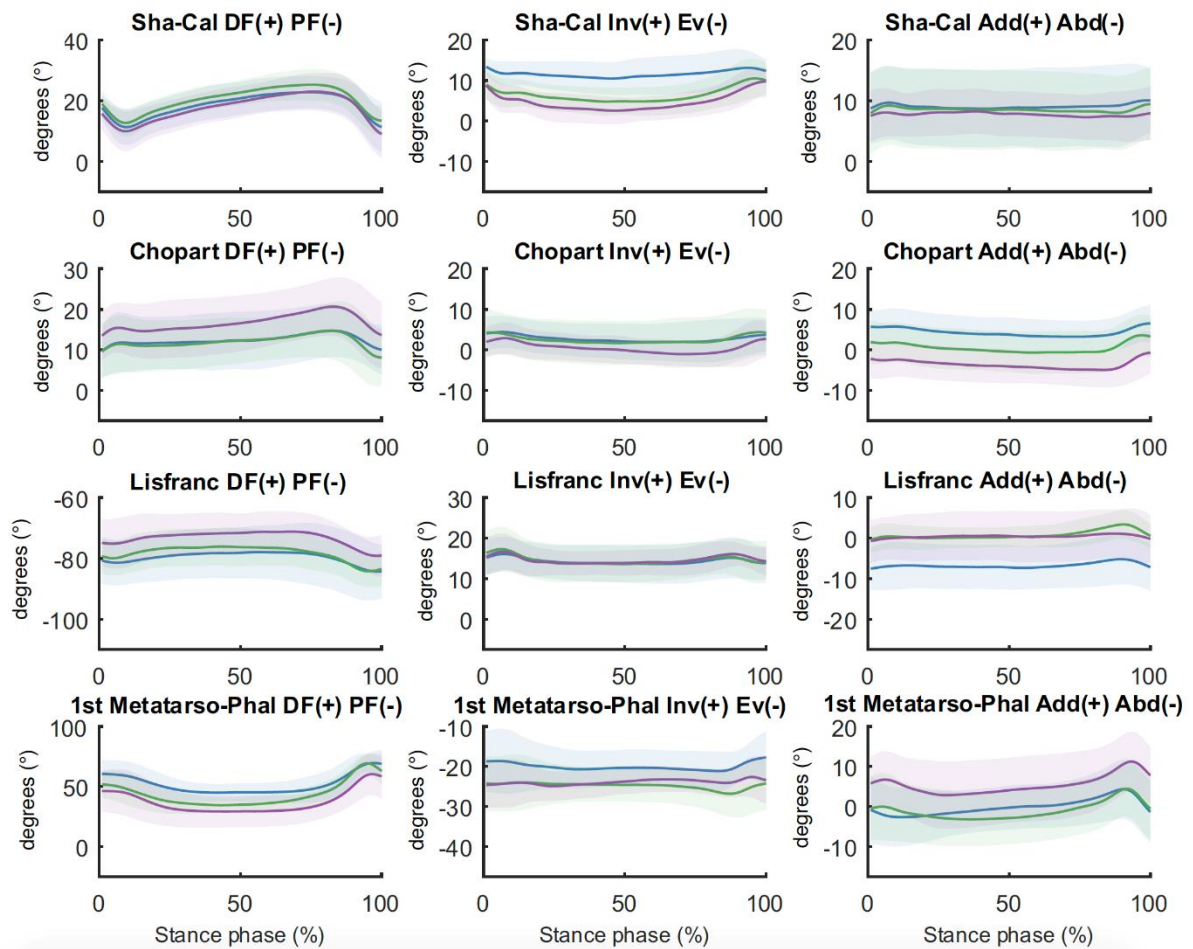 Sha-Cal DF(+) PF(-)
Sha-Cal Inv(+) Ev(-)
Sha-Cal Add(+) Abd(-)
degrees (°)
40
20
0
0
50
100
degrees (°)
20
10
0
-10
0
50
100
degrees (°)
20
10
0
0
50
100
Chopart DF(+) PF(-)
Chopart Inv(+) Ev(-)
Chopart Add(+) Abd(-)
degrees (°)
30
20
10
0
0
50
100
degrees (°)
20
10
0
-10
0
50
100
degrees (°)
20
10
0
-10
0
50
100
Lisfranc DF(+) PF(-)
Lisfranc Inv(+) Ev(-)
Lisfranc Add(+) Abd(-)
degrees (°)
-60
-80
-100
0
50
100
degrees (°)
30
20
10
0
0
50
100
degrees (°)
10
0
-10
-20
0
50
100
1st Metatarso-Phal DF(+) PF(-)
1st Metatarso-Phal Inv(+) Ev(-)
1st Metatarso-Phal Add(+) Abd(-)
degrees (°)
100
50
0
0
50
100
Stance phase (%)
degrees (°)
-10
-20
-30
-40
0
50
100
Stance phase (%)
degrees (°)
20
10
0
-10
0
50
100
Stance phase (%)